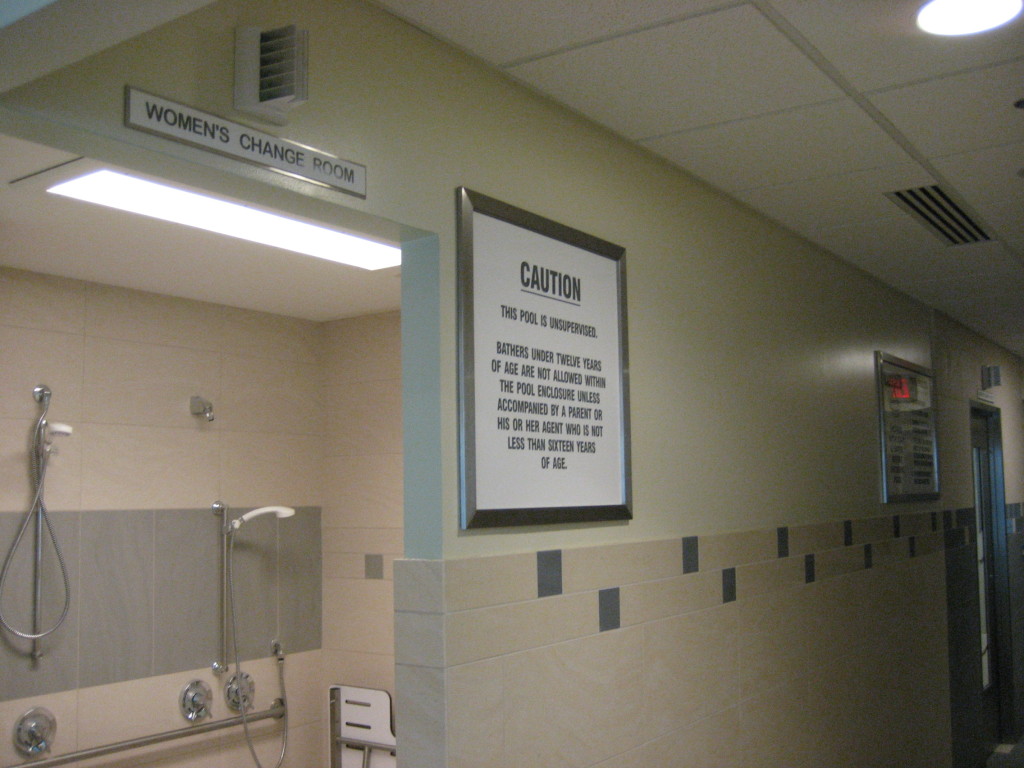 WOMEN'S CHANGE ROOM
CAUTION
THIS POOL IS UNSUPERVISED.
BATHERS UNDER TWELVE YEARS
OF AGE ARE NOT ALLOWED WITHIN
THE POOL ENCLOSURE UNLESS
ACCOMPANIED BY A PARENT OR
HIS OR HER AGENT WHO IS NOT
LESS THAN SIXTEEN YEARS
OF AGE.